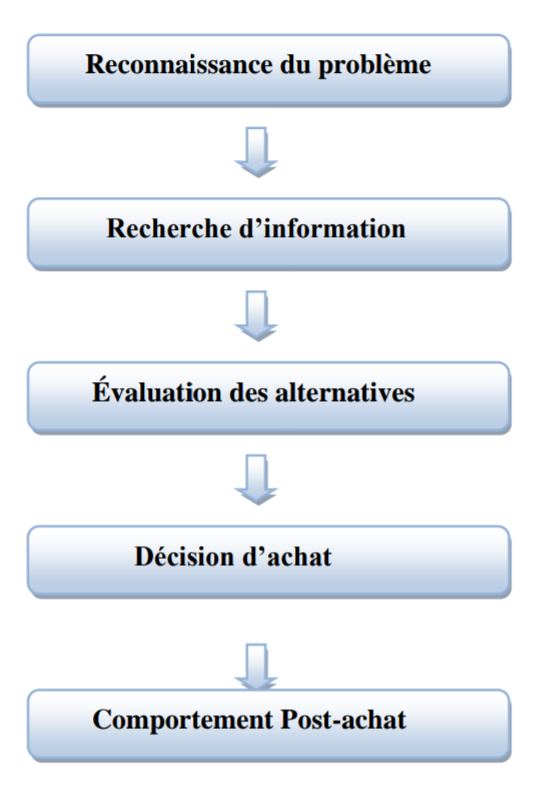 Reconnaissance du problème
Recherche d’information
Évaluation des alternatives
Décision d’achat
Comportement Post-achat